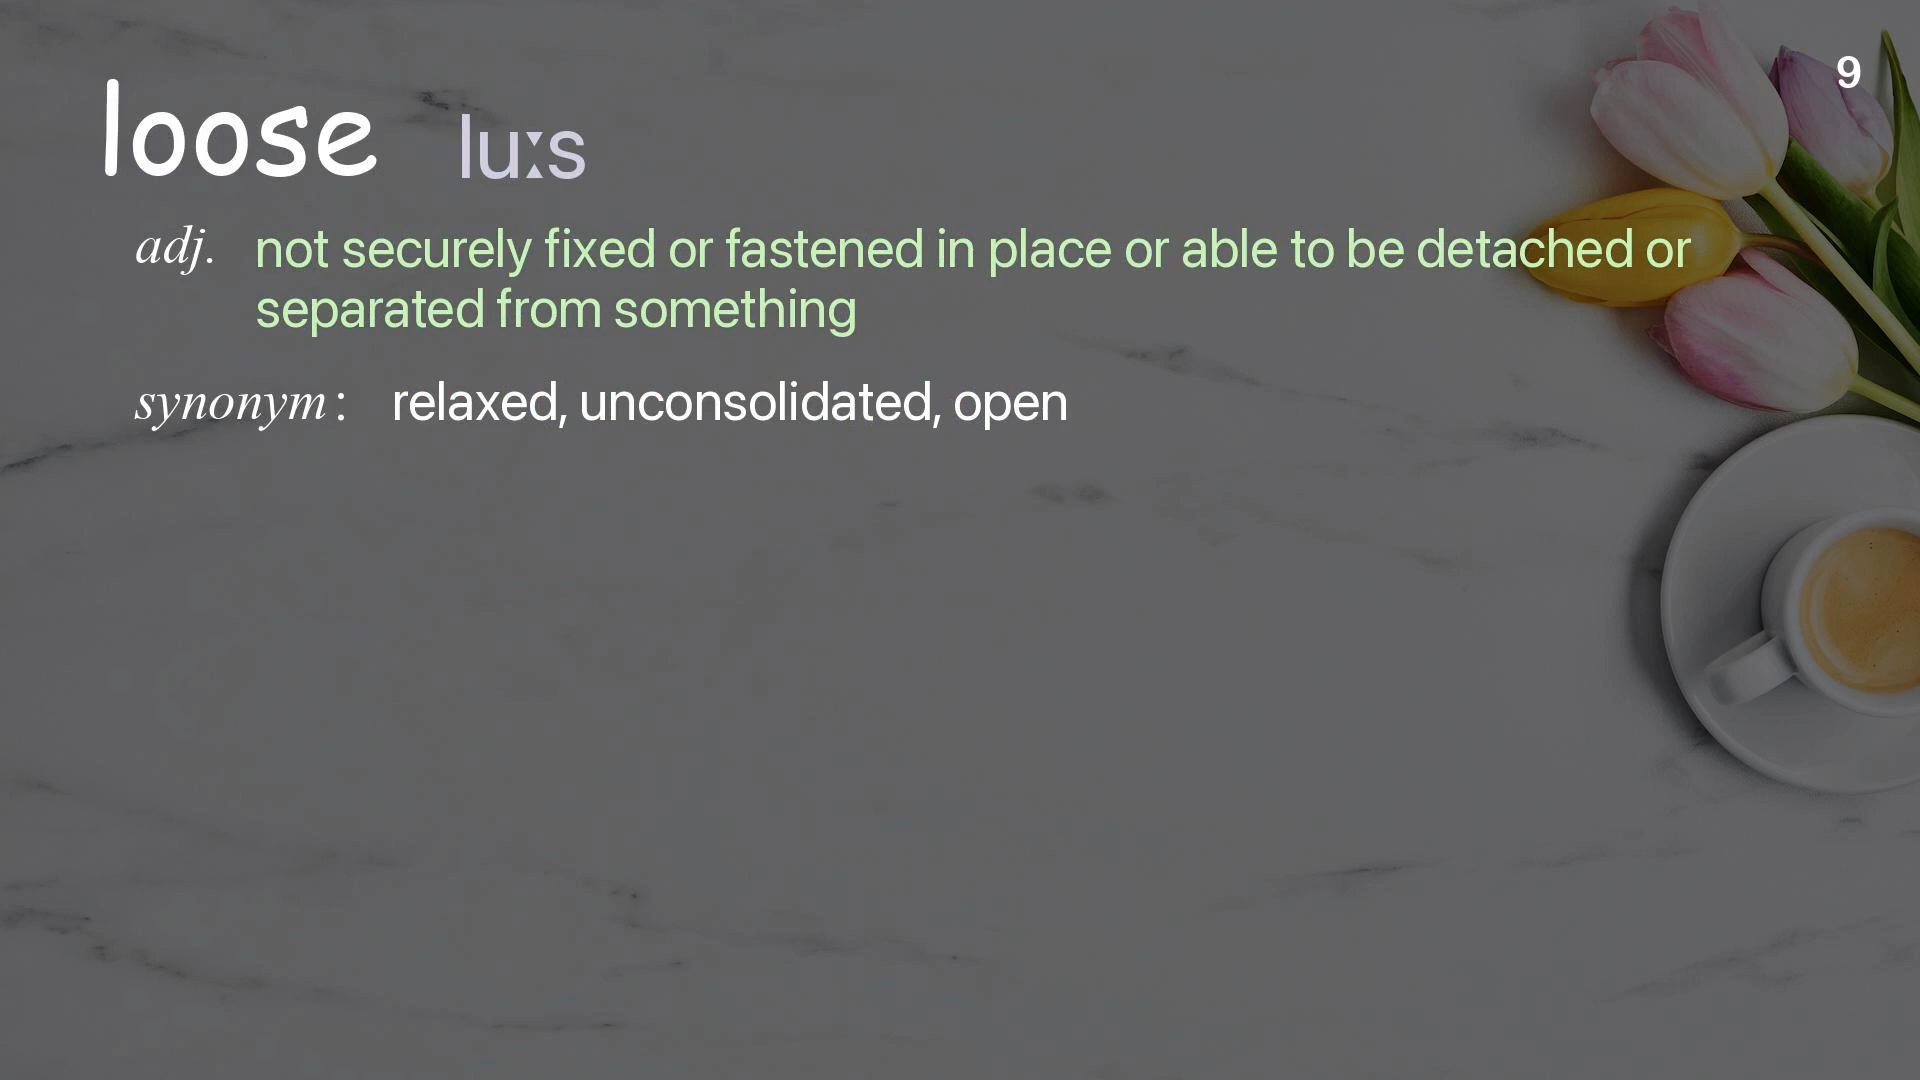 9
loose luːs
adj. not securely fixed or fastened in place or able to be detached or
separated from something
synonym : relaxed, unconsolidated, open